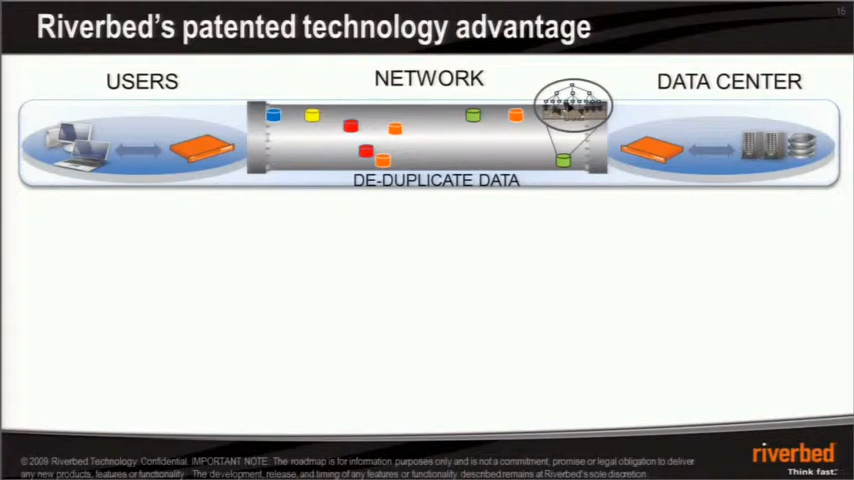 15
Riverbed's patented technology advantage
USERS
NETWORK
DATA CENTER
DE-DUPLICATE DATA
© 2009 Riverbed Technology. Confidential. IMPORTANT NOTE: The roadmap is for information purposes only and is not a commitment, promise or legal obligation to deliver
any new products, features or functionality. The development, release, and timing of any features or functionality described remains at Riverbed's sole discretion.
riverbed
Think fast.™